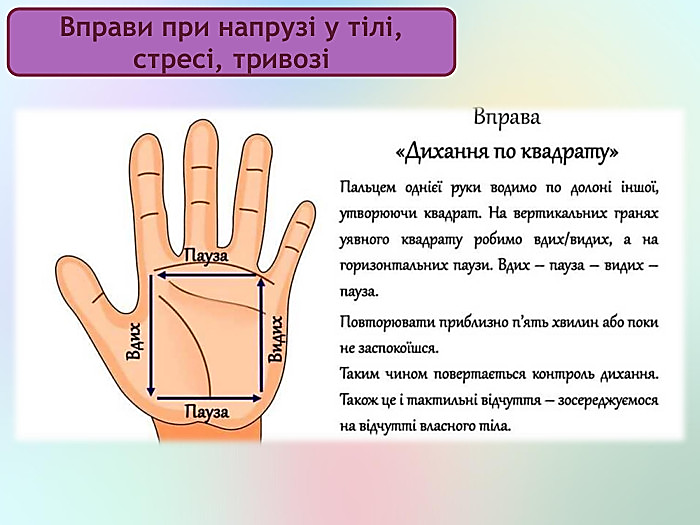 Вправи при напрузі у тілі,
стресі, тривозі
Вправа
«Дихання по квадрату»
Пальцем однієї руки водимо по долоні іншої,
утворюючи квадрат. На вертикальних гранях
уявного квадрату робимо вдих/видих, а на
горизонтальних паузи. Вдих – пауза – видих –
пауза.
Повторювати приблизно п’ять хвилин або поки
не заспокоїшся.
Таким чином повертається контроль дихання.
Також це і тактильні відчуття – зосереджуємося
на відчутті власного тіла.
Пауза
Вдих
Видих
Пауза